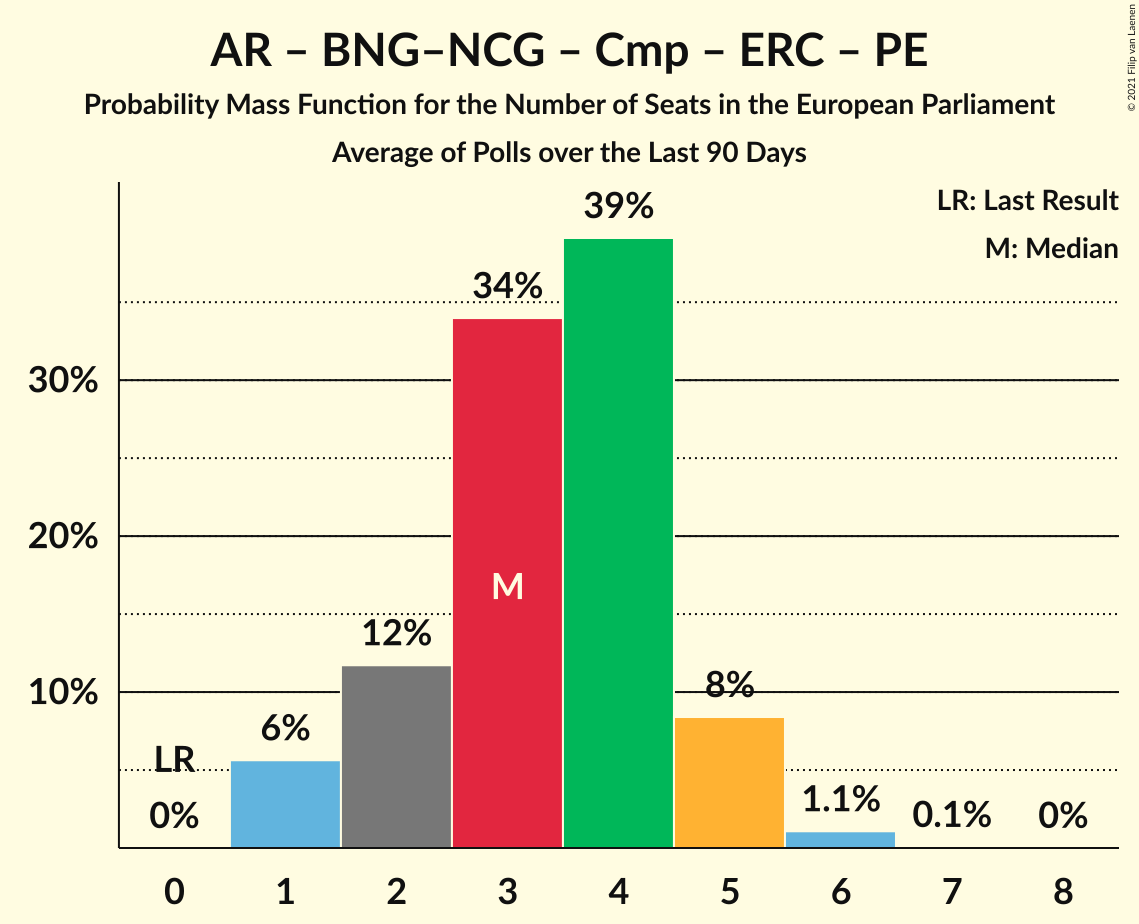 AR – BNG–NCG – Cmp – ERC – PE
Probability Mass Function for the Number of Seats in the European Parliament
Average of Polls over the Last 90 Days
© 2021 Filip van Laenen
LR: Last Result
M: Median
39%
34%
30%
20%
M
12%
10%
8%
6%
LR
1.1%
0%
0.1%
0%
0 1 2 3 4 5 6 7 8